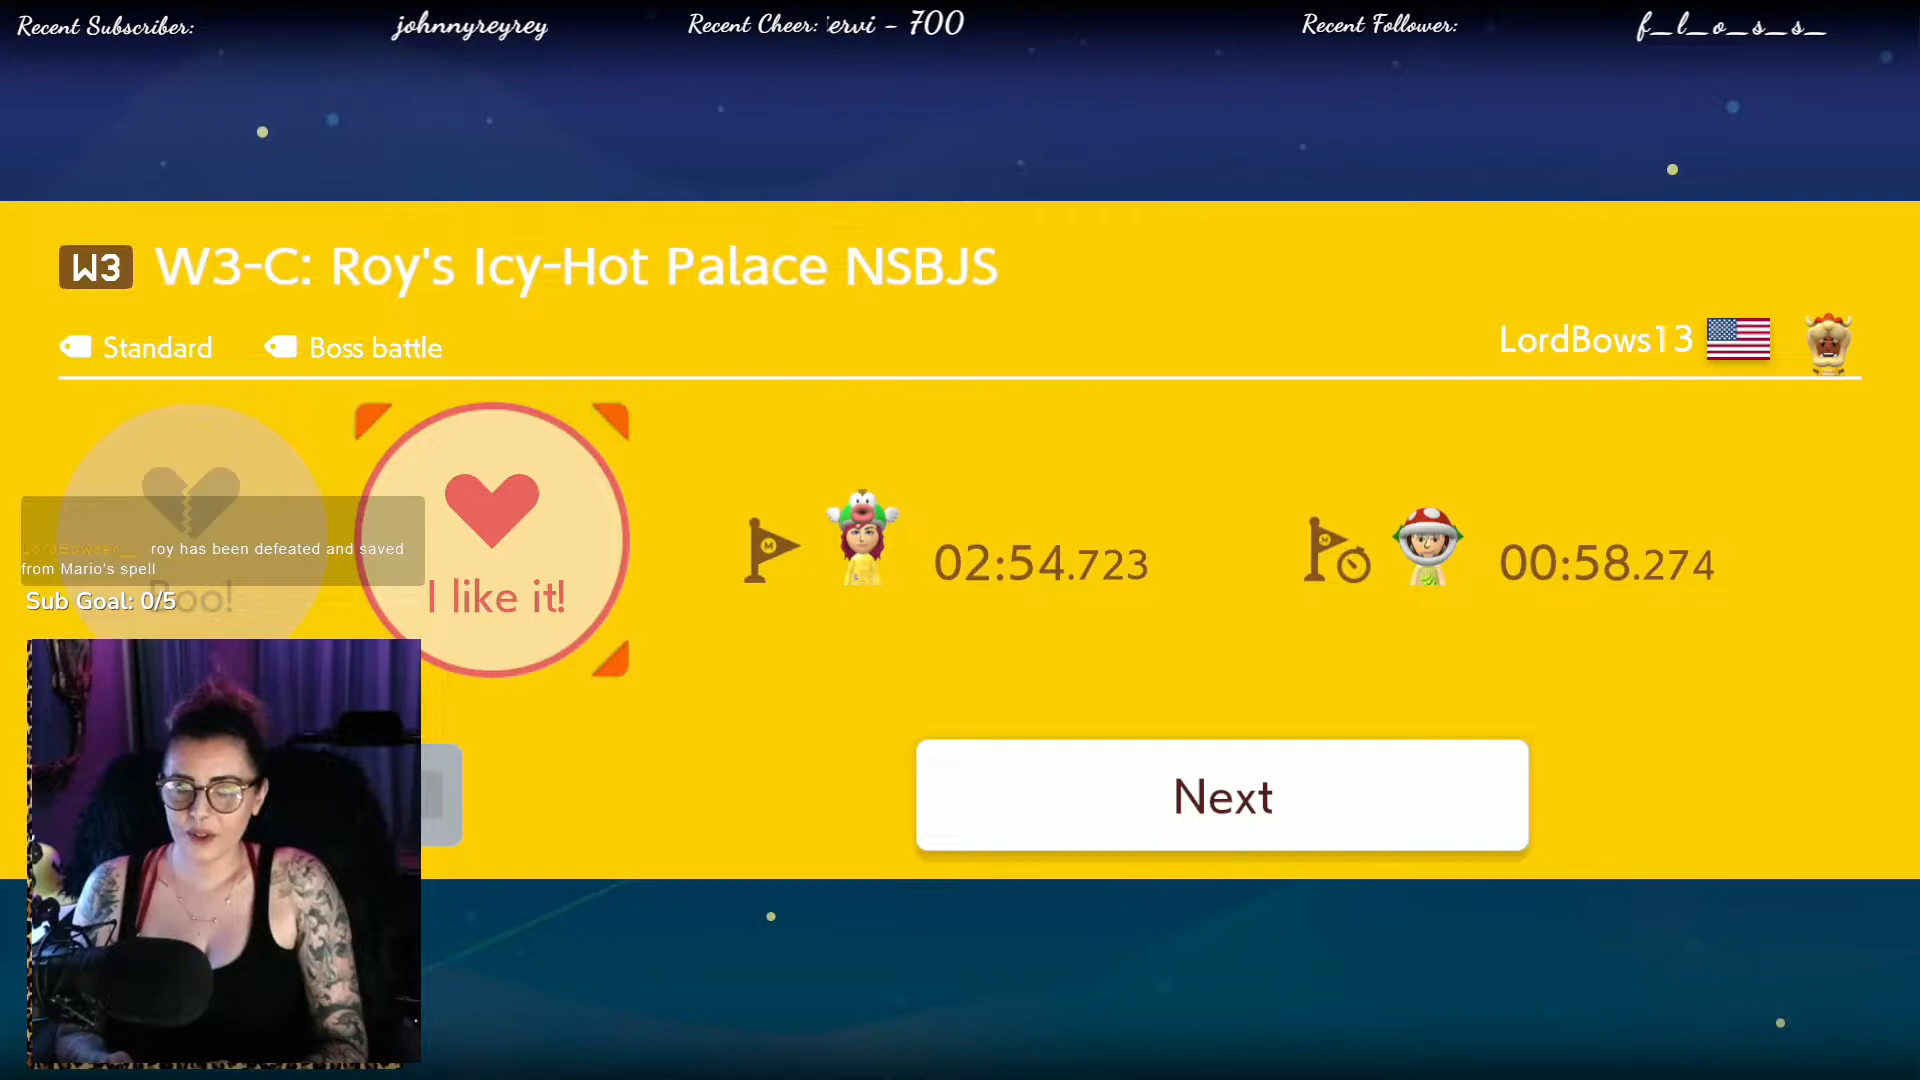 Recent Subscriber: johnnyreyrey Recent Cheer: ervi - 700 Recent Follower: f_l_o_s_s_
W3 W3-C: Roy's Icy-Hot Palace NSBJS
Standard Boss battle LordBows13
LordBowser__ roy has been defeated and saved
from Mario's spell
Boo! I like it!
Sub Goal: 0/5
M 02:54.723 M 00:58.274
Next